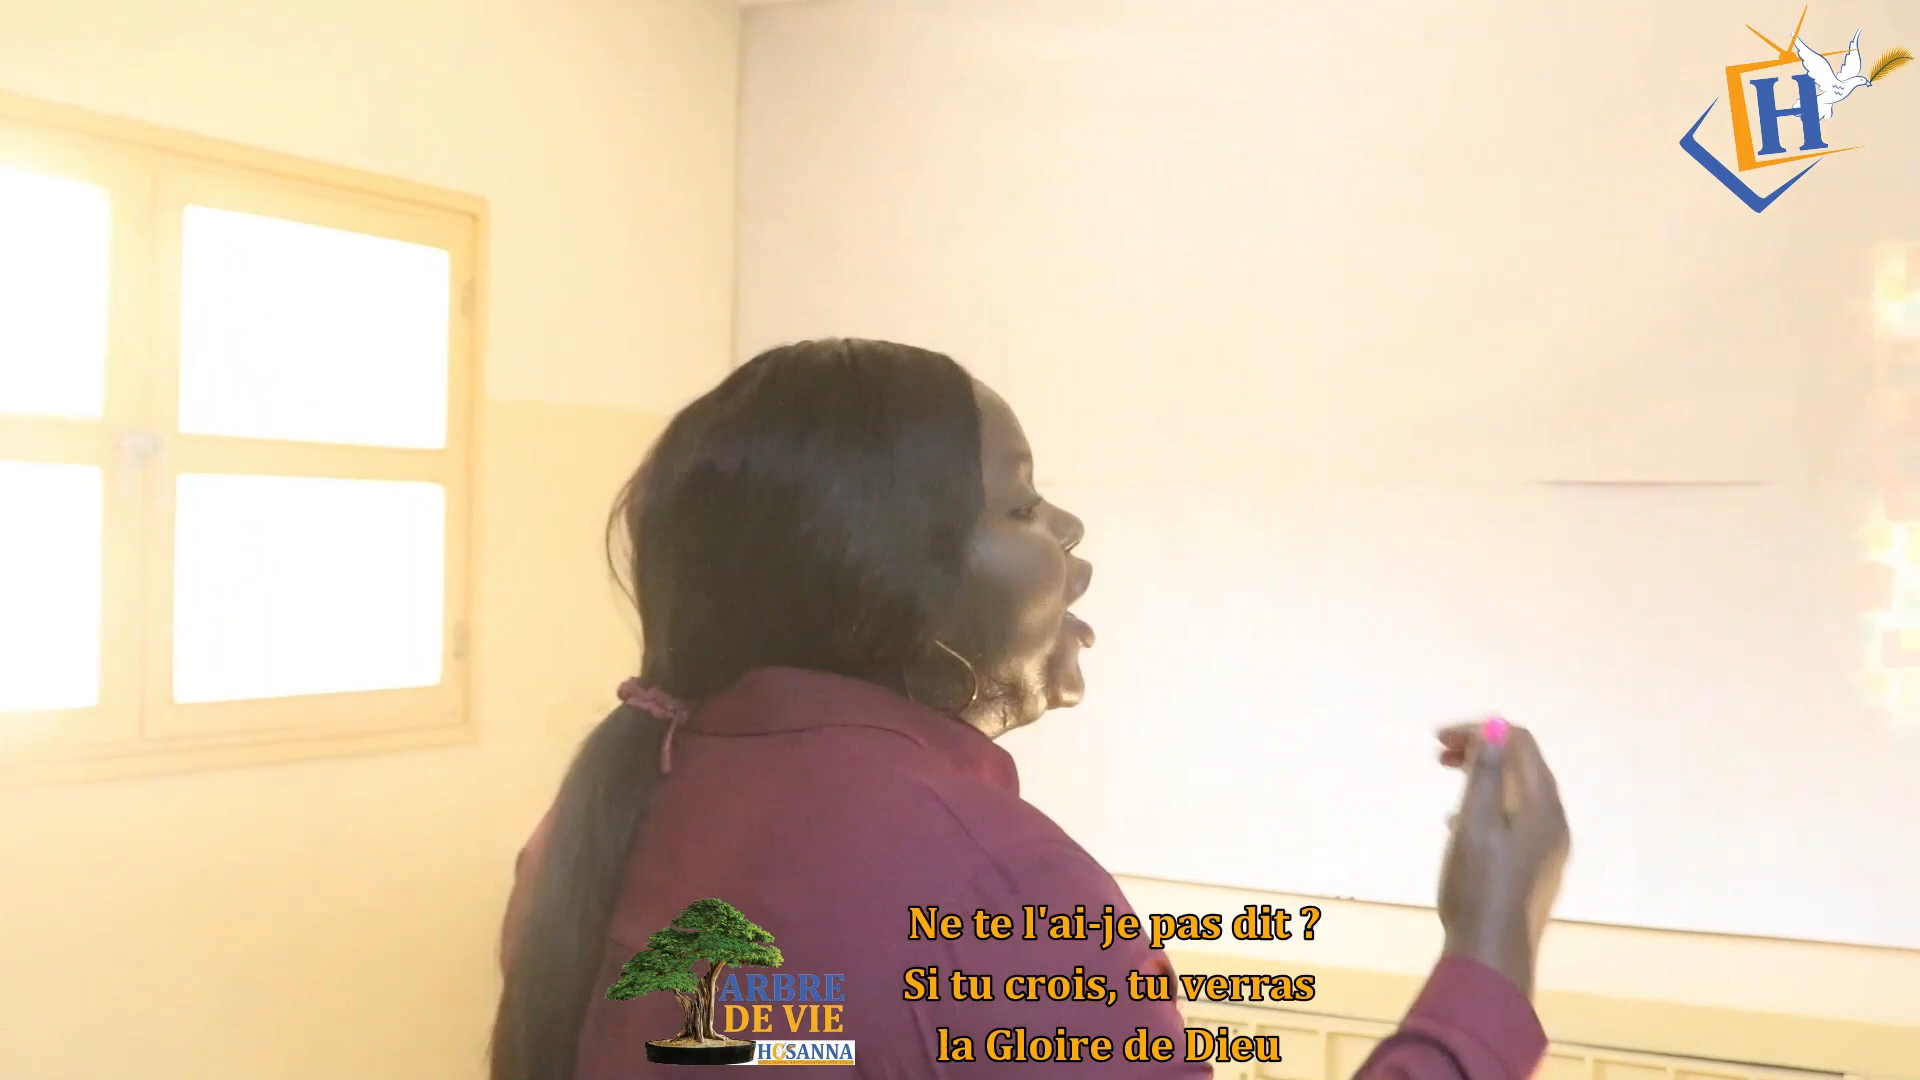 H
Ne te l'ai-je pas dit ?
Si tu crois, tu verras
la Gloire de Dieu
ARBRE
DE VIE
HOSANNA